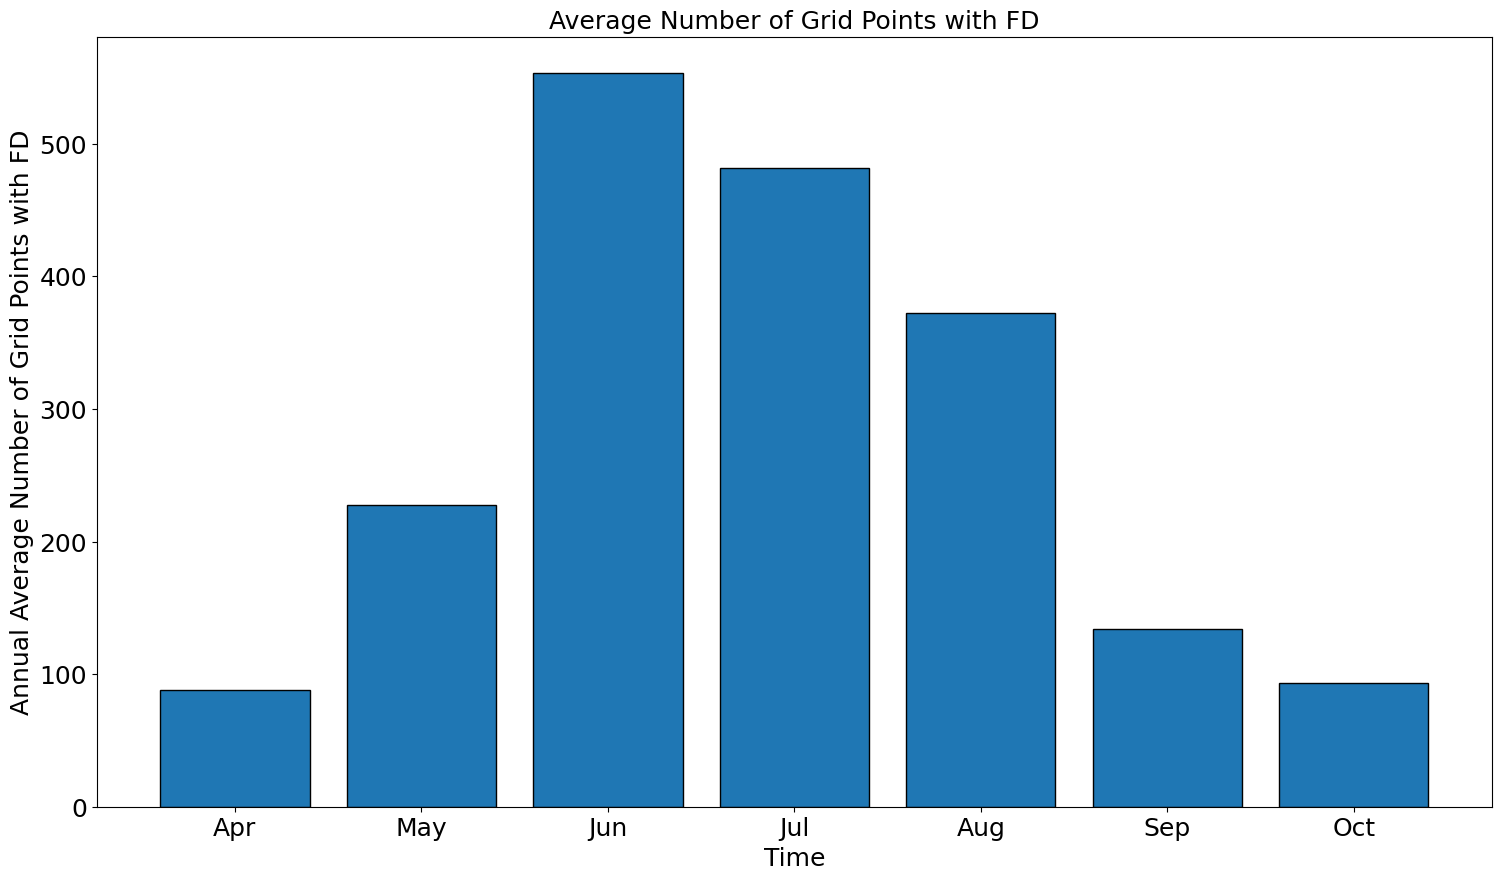 Average Number of Grid Points with FD
Annual Average Number of Grid Points with FD
500
400
300
200
100
0
Apr May Jun Jul Aug Sep Oct
Time